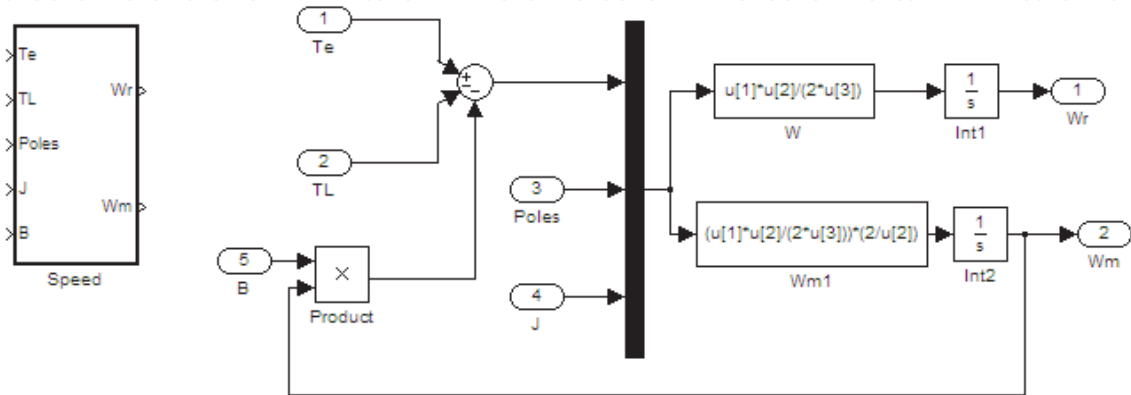 Te
TL
Poles
J
B
Wr
Wm
Speed
1
Te
2
TL
5
B
×
Product
3
Poles
4
J
u[1]*u[2]/(2*u[3])
W
1
s
Int1
1
Wr
(u[1]*u[2]/(2*u[3]))*(2/u[2])
Wm1
1
s
Int2
2
Wm